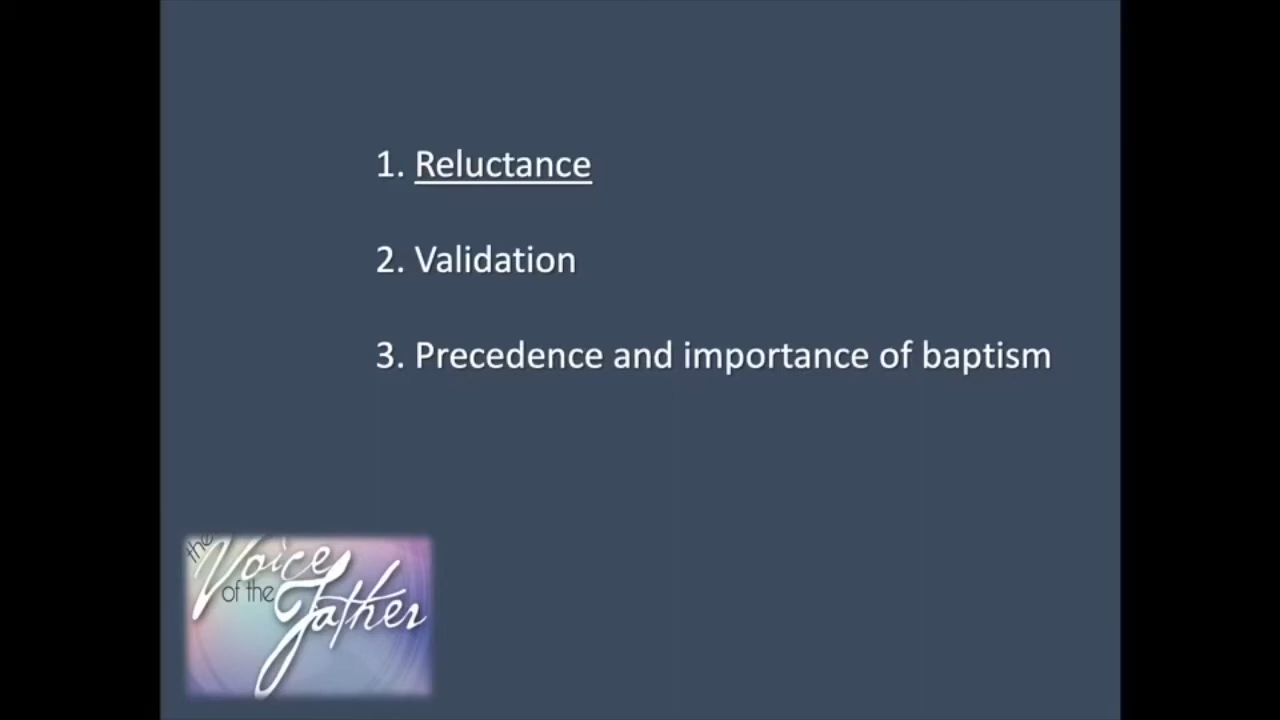 1. Reluctance
2. Validation
3. Precedence and importance of baptism
the
Voice
of the
Father